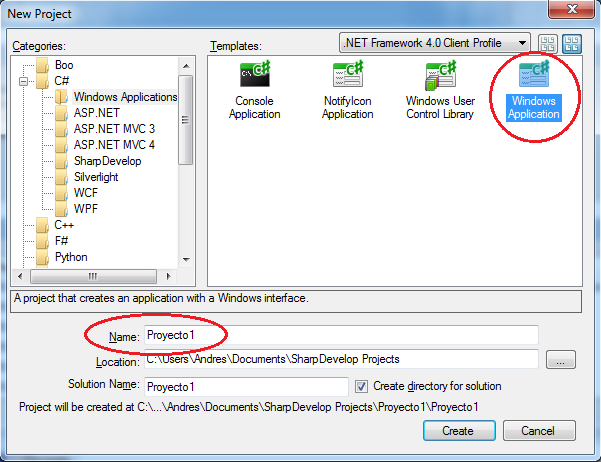 New Project
Categories:
Templates:
.NET Framework 4.0 Client Profile
Boo
C#
Windows Applications
ASP.NET
ASP.NET MVC 3
ASP.NET MVC 4
SharpDevelop
Silverlight
WCF
WPF
C++
F#
Python
Console
Application
NotifyIcon
Application
Windows User
Control Library
Windows
Application
A project that creates an application with a Windows interface.
Name: Proyecto1
Location: C:\Users\Andres\Documents\SharpDevelop Projects ...
Solution Name: Proyecto1 Create directory for solution
Project will be created at C:\...\Andres\Documents\SharpDevelop Projects\Proyecto1\Proyecto1
Create Cancel